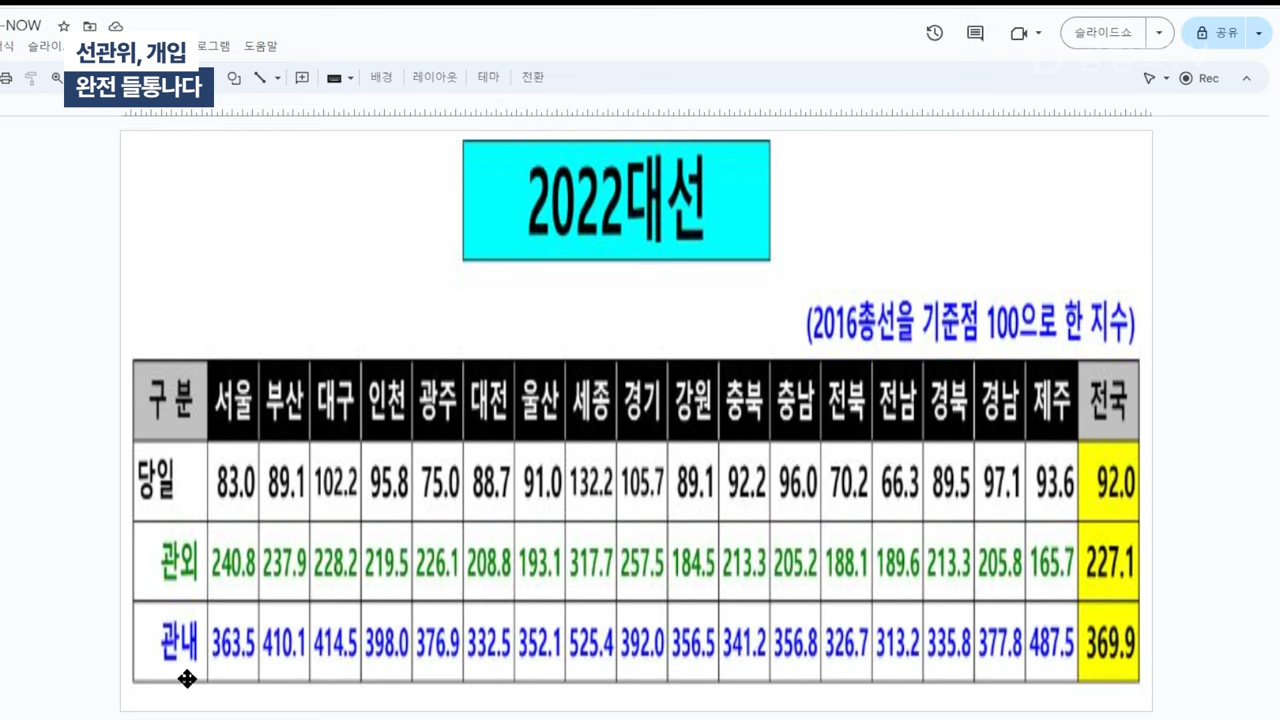 -NOW
서식 슬라이
로그램 도움말
슬라이드쇼
공유
선관위, 개입
완전 들통나다
배경 레이아웃 테마 전환
Rec
2022대선
(2016총선을 기준점 100으로 한 지수)
구 분 서울 부산 대구 인천 광주 대전 울산 세종 경기 강원 충북 충남 전북 전남 경북 경남 제주 전국
당일 83.0 89.1 102.2 95.8 75.0 88.7 91.0 132.2 105.7 89.1 92.2 96.0 70.2 66.3 89.5 97.1 93.6 92.0
관외 240.8 237.9 228.2 219.5 226.1 208.8 193.1 317.7 257.5 184.5 213.3 205.2 188.1 189.6 213.3 205.8 165.7 227.1
관내 363.5 410.1 414.5 398.0 376.9 332.5 352.1 525.4 392.0 356.5 341.2 356.8 326.7 313.2 335.8 377.8 487.5 369.9